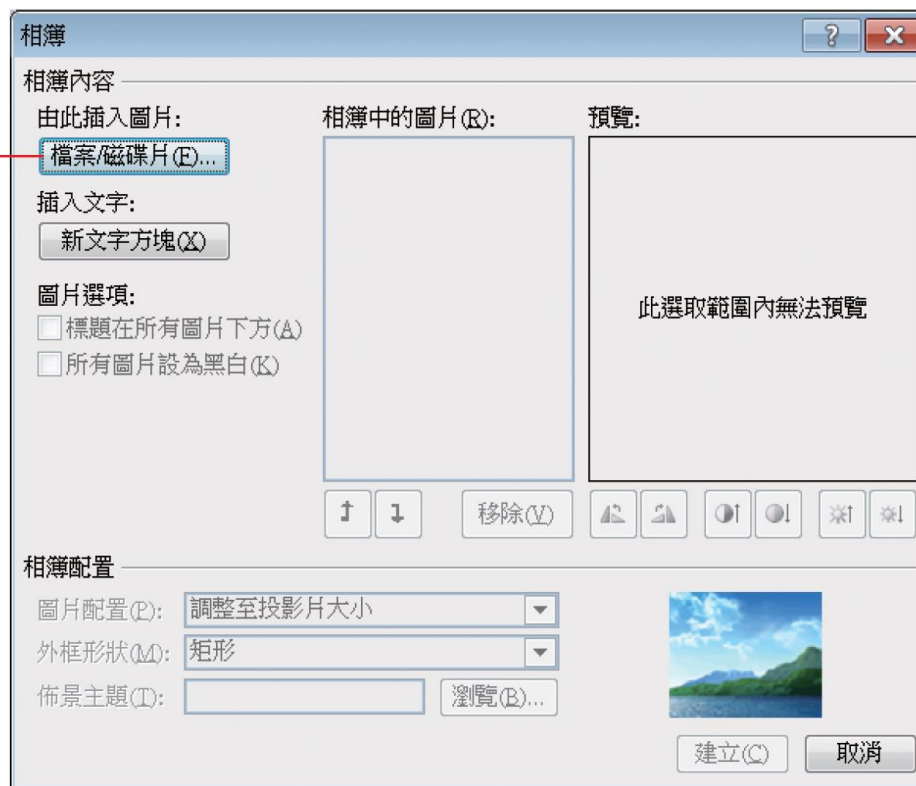 相簿
相簿內容
由此插入圖片:
檔案/磁碟片(F)...
插入文字:
新文字方塊(X)
圖片選項:
標題在所有圖片下方(A)
所有圖片設為黑白(K)
相簿中的圖片(R):
預覽:
此選取範圍內無法預覽
移除(V)
相簿配置
圖片配置(P):
調整至投影片大小
外框形狀(M):
矩形
佈景主題(T):
瀏覽(B)...
建立(C)
取消